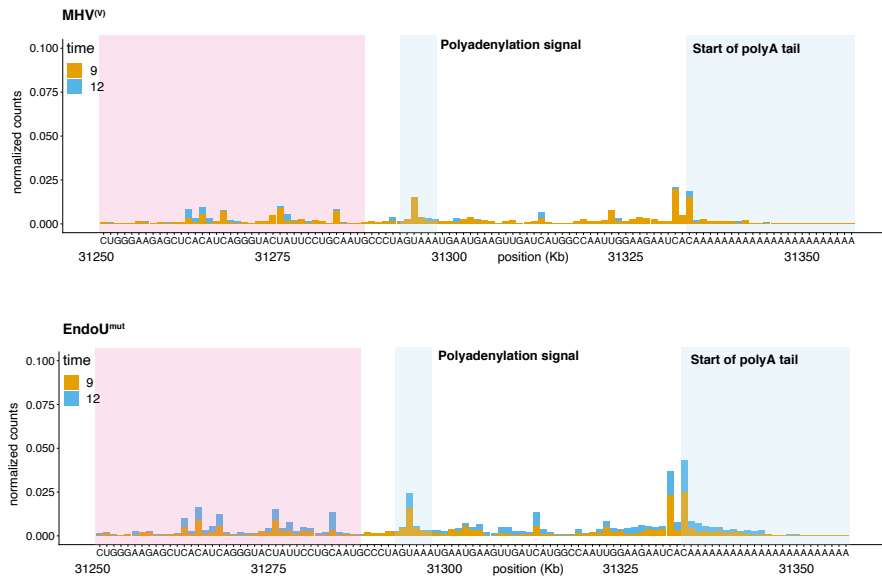 MHV(V)
time
9
12
Polyadenylation signal
Start of polyA tail
normalized counts
0.100
0.075
0.050
0.025
0.000
CUGGGAAGAGCUCACAUCAGGGUACUAUUCCUGCAAUGCCCUAGUAAAUGAAUGAAGUUGAUCAUGGCCAAUUGGAAGAAUCACAAAAAAAAAAAAAAAAAAAAAAA
31250 31275 31300 position (Kb) 31325 31350
EndoUmut
time
9
12
Polyadenylation signal
Start of polyA tail
normalized counts
0.100
0.075
0.050
0.025
0.000
CUGGGAAGAGCUCACAUCAGGGUACUAUUCCUGCAAUGCCCUAGUAAAUGAAUGAAGUUGAUCAUGGCCAAUUGGAAGAAUCACAAAAAAAAAAAAAAAAAAAAAAA
31250 31275 31300 position (Kb) 31325 31350